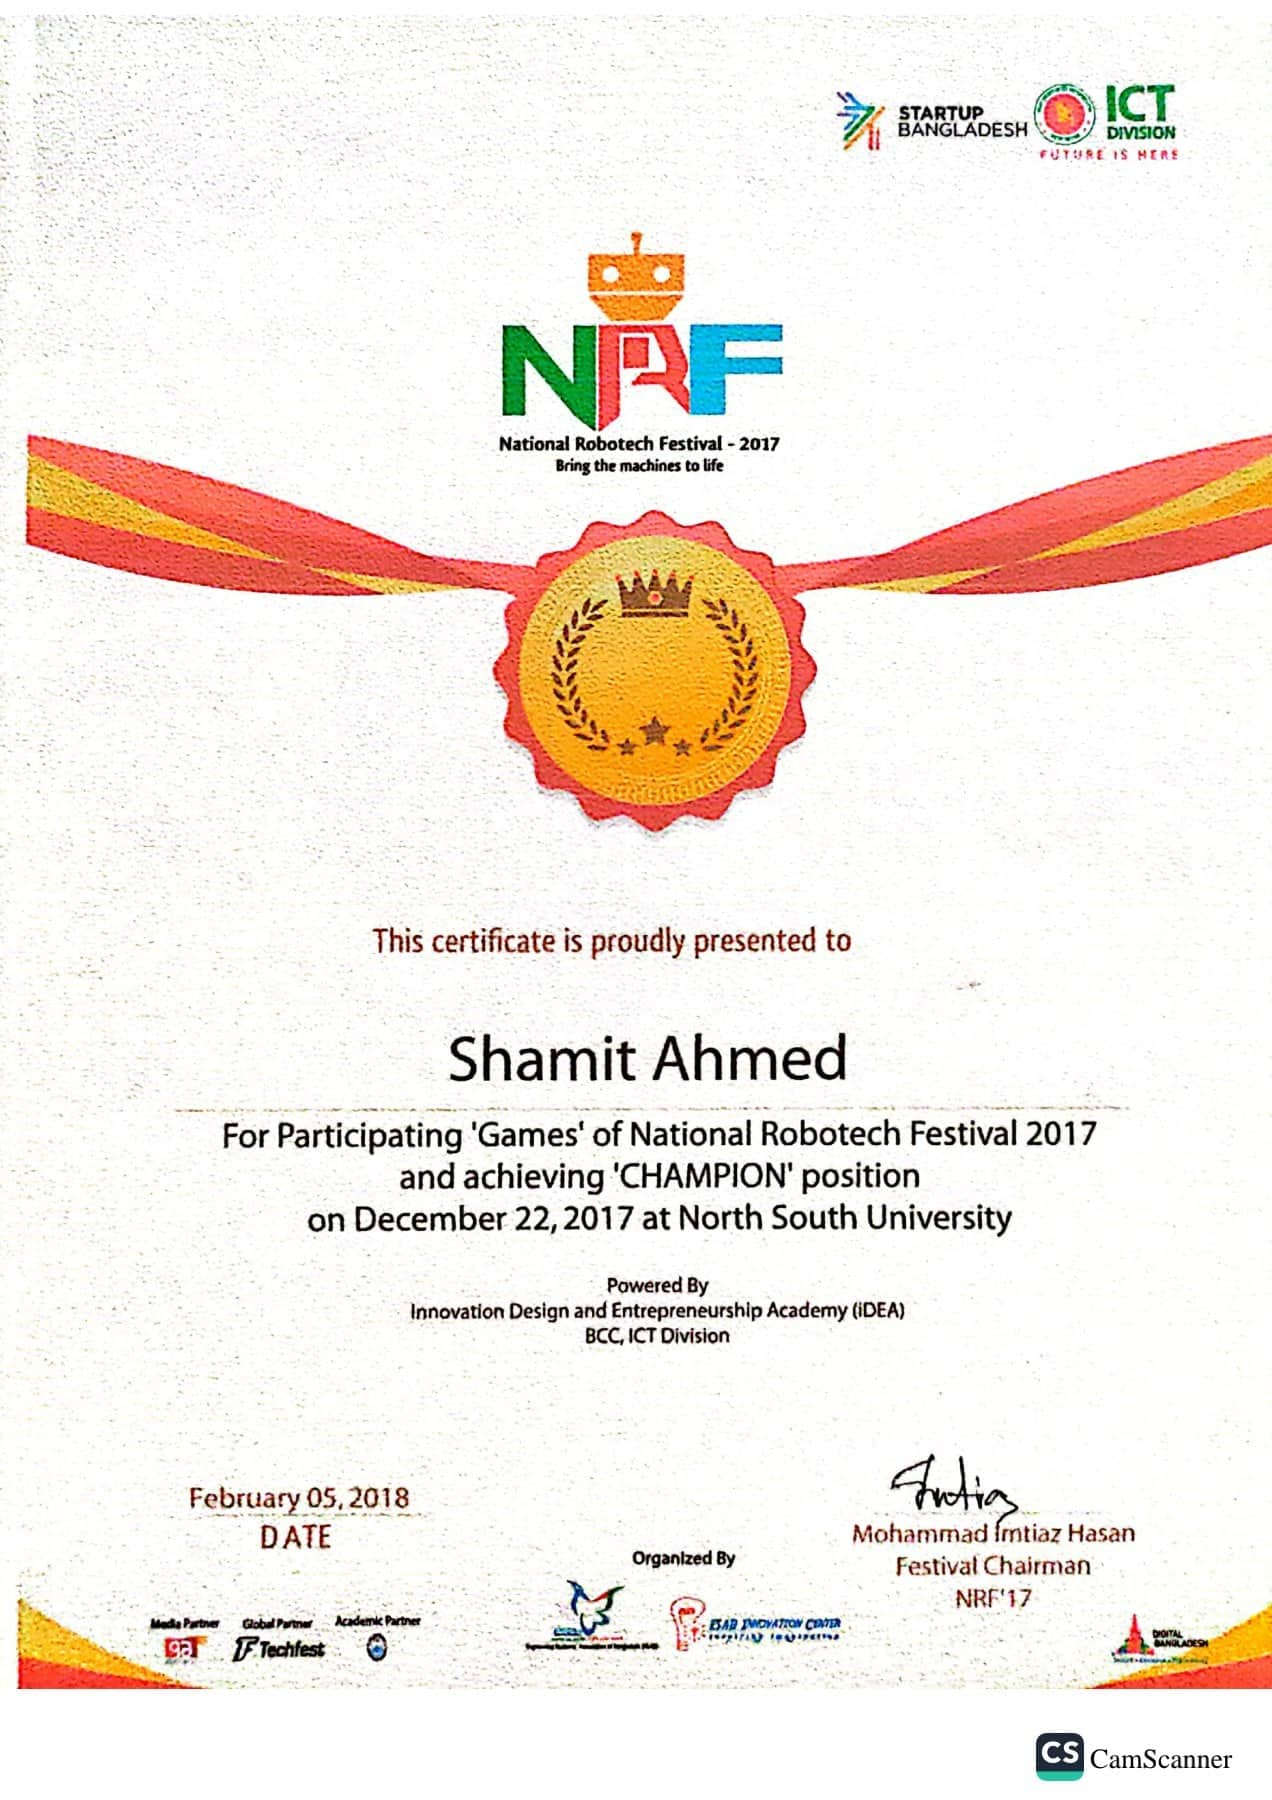 STARTUP
BANGLADESH
ICT
DIVISION
FUTURE IS HERE
NRF
National Robotech Festival - 2017
Bring the machines to life
This certificate is proudly presented to
Shamit Ahmed
For Participating 'Games' of National Robotech Festival 2017
and achieving 'CHAMPION' position
on December 22, 2017 at North South University
Powered By
Innovation Design and Entrepreneurship Academy (iDEA)
BCC, ICT Division
February 05, 2018
DATE
Imtiaz
Mohammad Imtiaz Hasan
Festival Chairman
NRF'17
Organized By
Media Partner
Global Partner
Academic Partner
Techfest
ESAB INNOVATION CENTER
DIGITAL
BANGLADESH
CS CamScanner